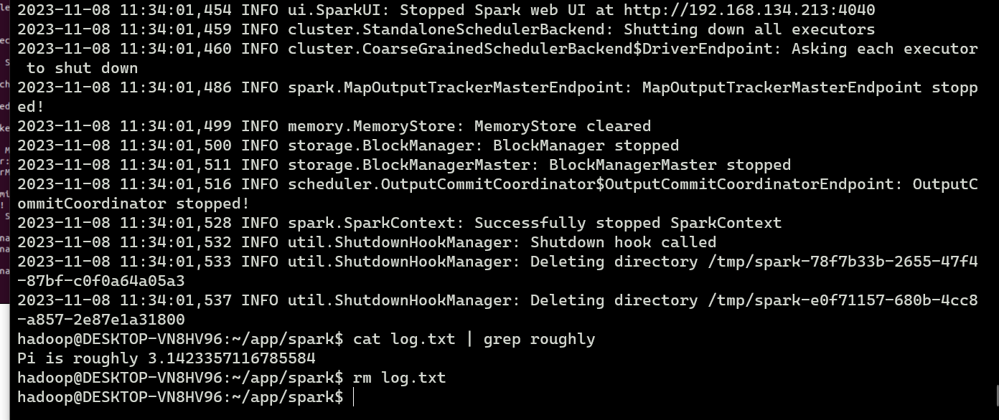 2023-11-08 11:34:01,454 INFO ui.SparkUI: Stopped Spark web UI at http://192.168.134.213:4040
2023-11-08 11:34:01,459 INFO cluster.StandaloneSchedulerBackend: Shutting down all executors
2023-11-08 11:34:01,460 INFO cluster.CoarseGrainedSchedulerBackend$DriverEndpoint: Asking each executor
 to shut down
2023-11-08 11:34:01,486 INFO spark.MapOutputTrackerMasterEndpoint: MapOutputTrackerMasterEndpoint stopp
ed!
2023-11-08 11:34:01,499 INFO memory.MemoryStore: MemoryStore cleared
2023-11-08 11:34:01,500 INFO storage.BlockManager: BlockManager stopped
2023-11-08 11:34:01,511 INFO storage.BlockManagerMaster: BlockManagerMaster stopped
2023-11-08 11:34:01,516 INFO scheduler.OutputCommitCoordinator$OutputCommitCoordinatorEndpoint: OutputC
ommitCoordinator stopped!
2023-11-08 11:34:01,528 INFO spark.SparkContext: Successfully stopped SparkContext
2023-11-08 11:34:01,532 INFO util.ShutdownHookManager: Shutdown hook called
2023-11-08 11:34:01,533 INFO util.ShutdownHookManager: Deleting directory /tmp/spark-78f7b33b-2655-47f4
-87bf-c0f0a64a05a3
2023-11-08 11:34:01,537 INFO util.ShutdownHookManager: Deleting directory /tmp/spark-e0f71157-680b-4cc8
-a857-2e87e1a31800
hadoop@DESKTOP-VN8HV96:~/app/spark$ cat log.txt | grep roughly
Pi is roughly 3.1423357116785584
hadoop@DESKTOP-VN8HV96:~/app/spark$ rm log.txt
hadoop@DESKTOP-VN8HV96:~/app/spark$